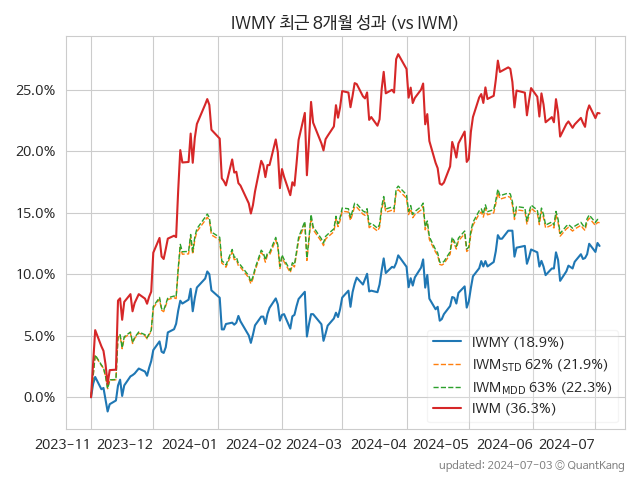 IWMY 최근 8개월 성과 (vs IWM)
25.0%
20.0%
15.0%
10.0%
5.0%
0.0%
IWMY (18.9%)
IWM_STD 62% (21.9%)
IWM_MDD 63% (22.3%)
IWM (36.3%)
2023-11 2023-12 2024-01 2024-02 2024-03 2024-04 2024-05 2024-06 2024-07
updated: 2024-07-03 © QuantKang